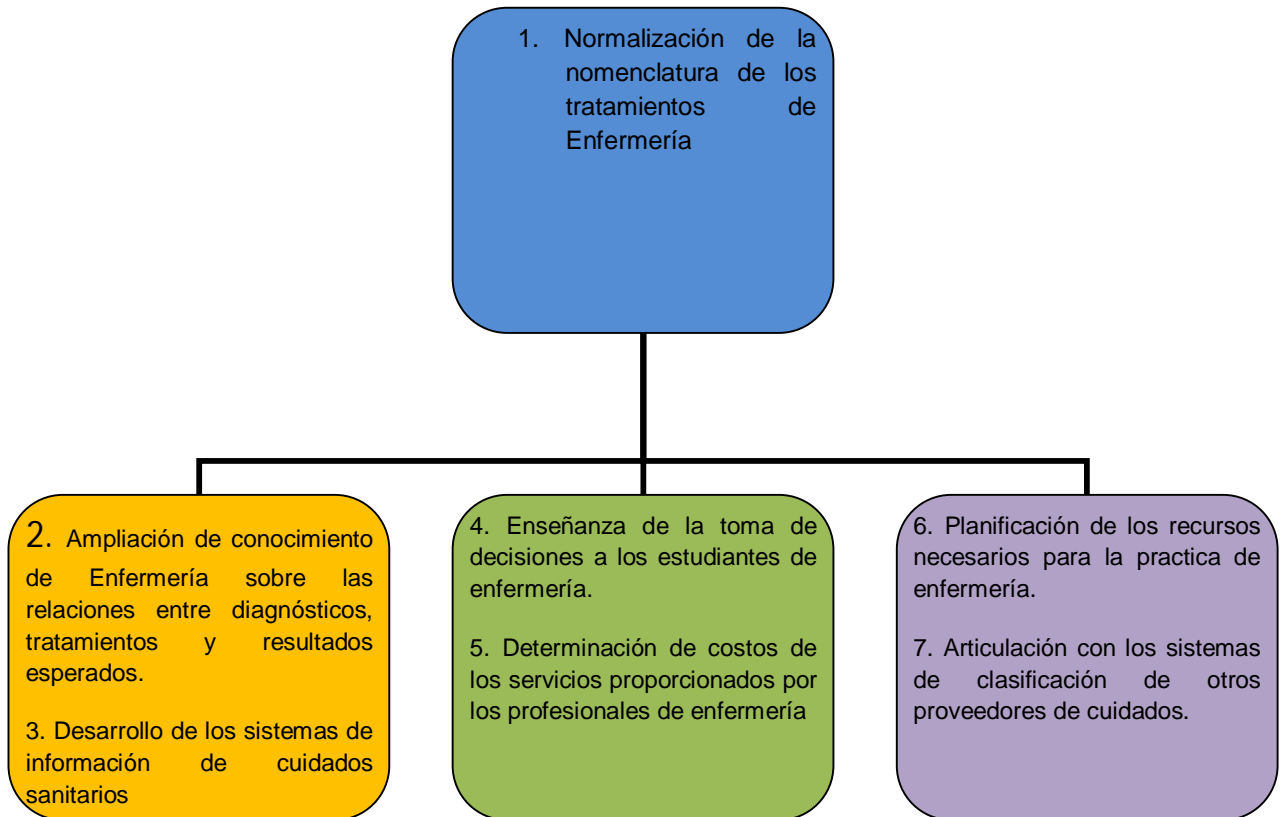 1. Normalización de la
nomenclatura de los
tratamientos de
Enfermería
2. Ampliación de conocimiento
de Enfermería sobre las
relaciones entre diagnósticos,
tratamientos y resultados
esperados.
3. Desarrollo de los sistemas de
información de cuidados
sanitarios
4. Enseñanza de la toma de
decisiones a los estudiantes de
enfermería.
5. Determinación de costos de
los servicios proporcionados por
los profesionales de enfermería
6. Planificación de los recursos
necesarios para la practica de
enfermería.
7. Articulación con los sistemas
de clasificación de otros
proveedores de cuidados.